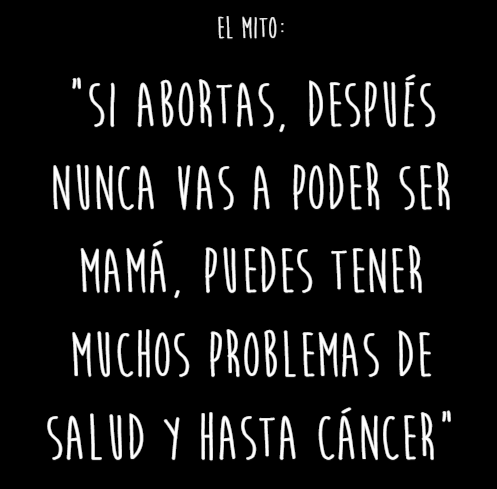 EL MITO:
"SI ABORTAS, DESPUÉS
NUNCA VAS A PODER SER
MAMÁ, PUEDES TENER
MUCHOS PROBLEMAS DE
SALUD Y HASTA CÁNCER"